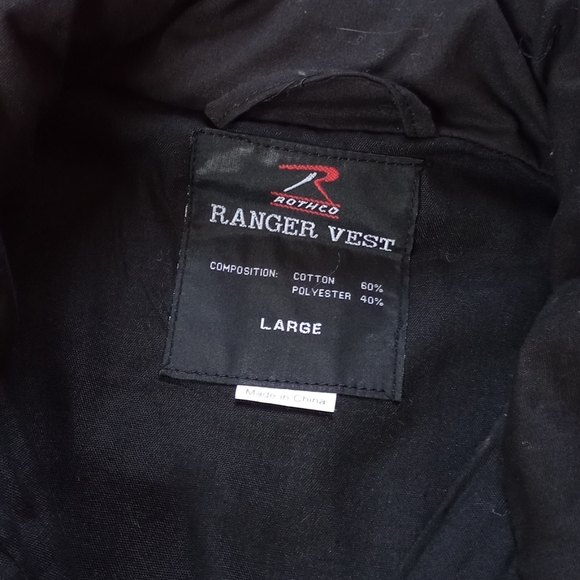 ROTHCO
RANGER VEST
COMPOSITION: COTTON 60%
POLYESTER 40%
LARGE
Made in China